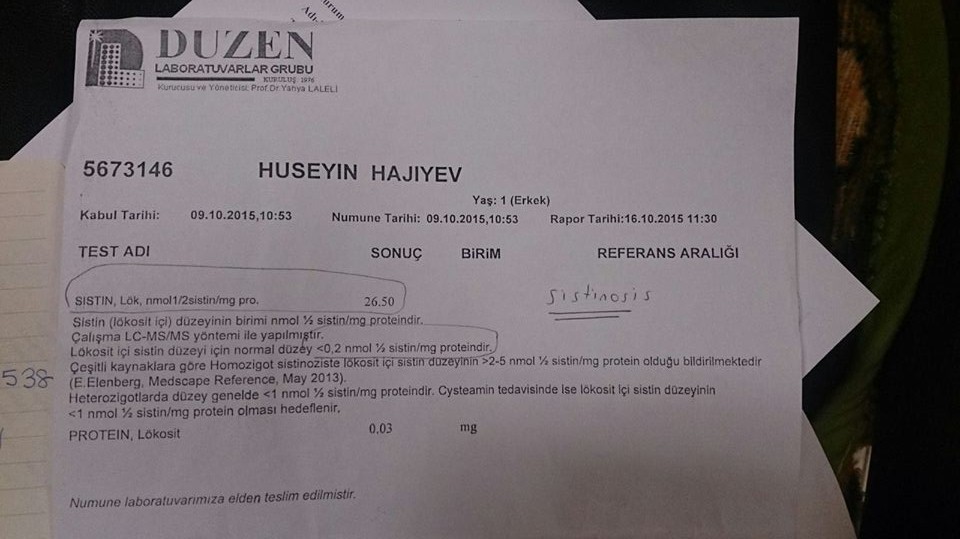 orum
Adr
DUZEN
LABORATUVARLAR GRUBU
KURULUŞ 1976
Kurucusu ve Yöneticisi: Prof.Dr.Yahya LALELİ
5673146 HUSEYIN HAJIYEV
Yaş: 1 (Erkek)
Kabul Tarihi: 09.10.2015,10:53 Numune Tarihi: 09.10.2015,10:53 Rapor Tarihi:16.10.2015 11:30
TEST ADI SONUÇ BİRİM REFERANS ARALIĞI
SISTIN, Lök, nmol1/2sistin/mg pro. 26.50 Sistinosis
Sistin (lökosit içi) düzeyinin birimi nmol ½ sistin/mg proteindir.
Çalışma LC-MS/MS yöntemi ile yapılmıştır.
Lökosit içi sistin düzeyi için normal düzey <0,2 nmol ½ sistin/mg proteindir.
Çeşitli kaynaklara göre Homozigot sistinoziste lökosit içi sistin düzeyinin >2-5 nmol ½ sistin/mg protein olduğu bildirilmektedir
538
(E.Elenberg, Medscape Reference, May 2013).
Heterozigotlarda düzey genelde <1 nmol ½ sistin/mg proteindir. Cysteamin tedavisinde ise lökosit içi sistin düzeyinin
<1 nmol ½ sistin/mg protein olması hedeflenir.
PROTEIN, Lökosit 0,03 mg
Numune laboratuvarımıza elden teslim edilmistir.